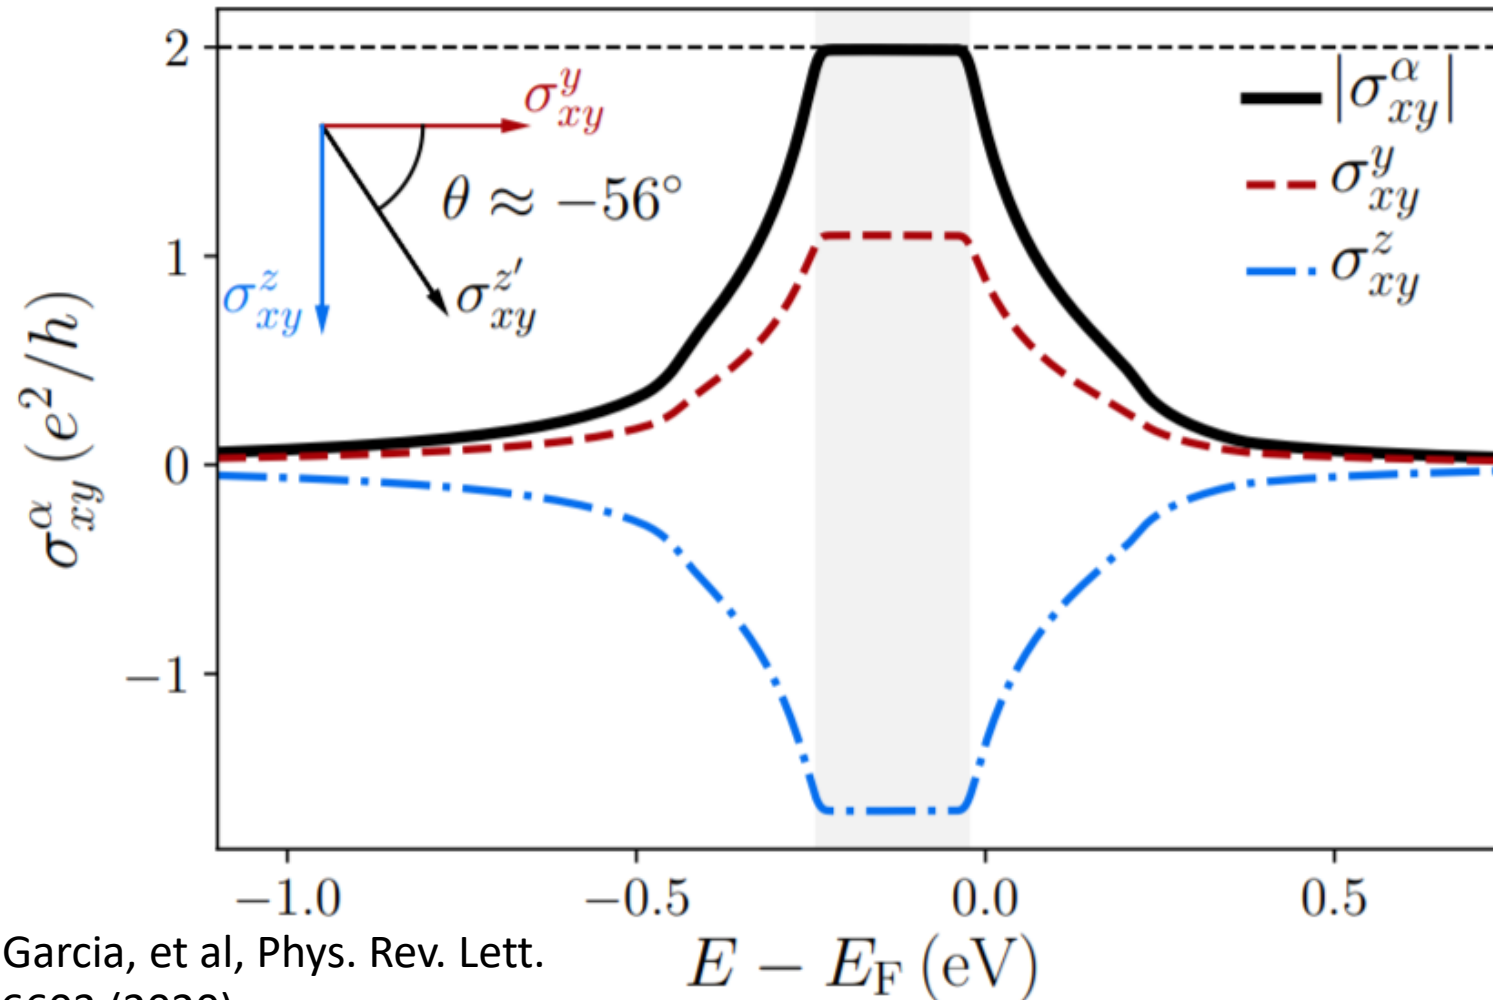 2
1
0
−1
σ^α_xy (e²/h)
σ^y_xy
θ ≈ −56°
σ^z_xy
σ^z′_xy
|σ^α_xy|
σ^y_xy
σ^z_xy
−1.0 −0.5 0.0 0.5
E − E_F (eV)
Garcia, et al, Phys. Rev. Lett.